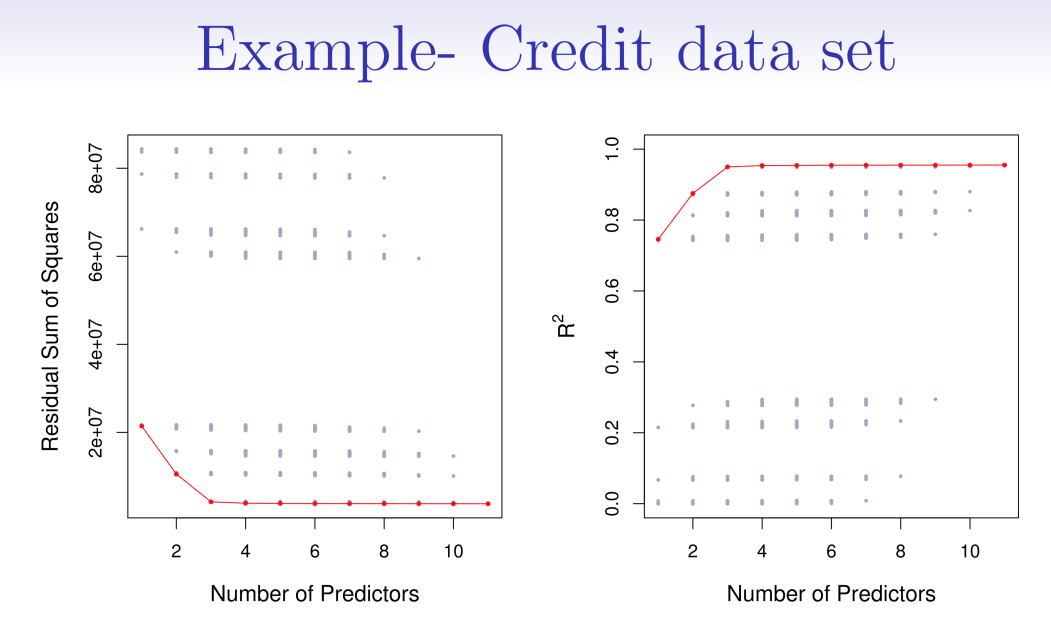 Example- Credit data set
Residual Sum of Squares
8e+07
6e+07
4e+07
2e+07
2 4 6 8 10
Number of Predictors
R²
1.0
0.8
0.6
0.4
0.2
0.0
2 4 6 8 10
Number of Predictors